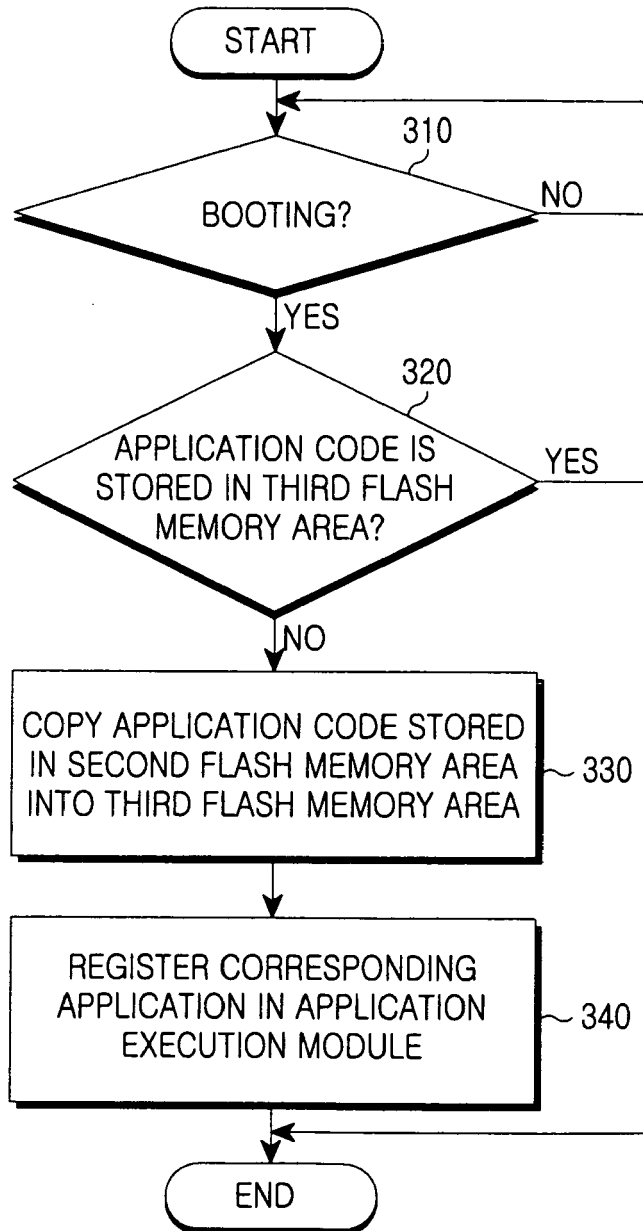 START
310
BOOTING?
NO
YES
320
APPLICATION CODE IS
STORED IN THIRD FLASH
MEMORY AREA?
YES
NO
COPY APPLICATION CODE STORED
IN SECOND FLASH MEMORY AREA
INTO THIRD FLASH MEMORY AREA
330
REGISTER CORRESPONDING
APPLICATION IN APPLICATION
EXECUTION MODULE
340
END